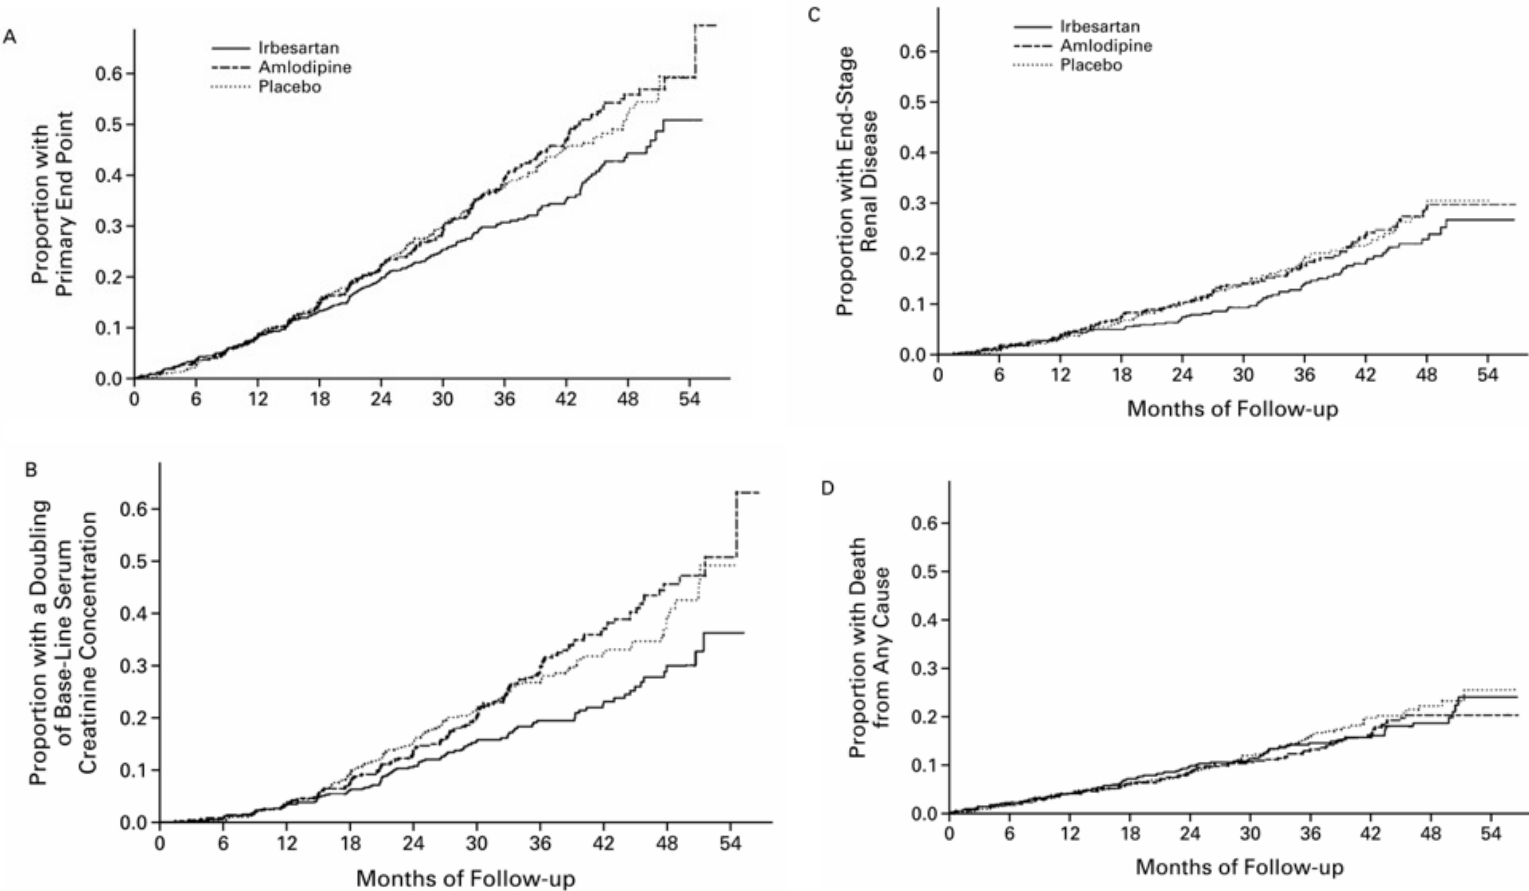 A
Irbesartan
Amlodipine
Placebo
Proportion with
Primary End Point
0.6
0.5
0.4
0.3
0.2
0.1
0.0
0 6 12 18 24 30 36 42 48 54
B
Proportion with a Doubling
of Base-Line Serum
Creatinine Concentration
0.6
0.5
0.4
0.3
0.2
0.1
0.0
0 6 12 18 24 30 36 42 48 54
Months of Follow-up
C
Irbesartan
Amlodipine
Placebo
Proportion with End-Stage
Renal Disease
0.6
0.5
0.4
0.3
0.2
0.1
0.0
0 6 12 18 24 30 36 42 48 54
Months of Follow-up
D
Proportion with Death
from Any Cause
0.6
0.5
0.4
0.3
0.2
0.1
0.0
0 6 12 18 24 30 36 42 48 54
Months of Follow-up